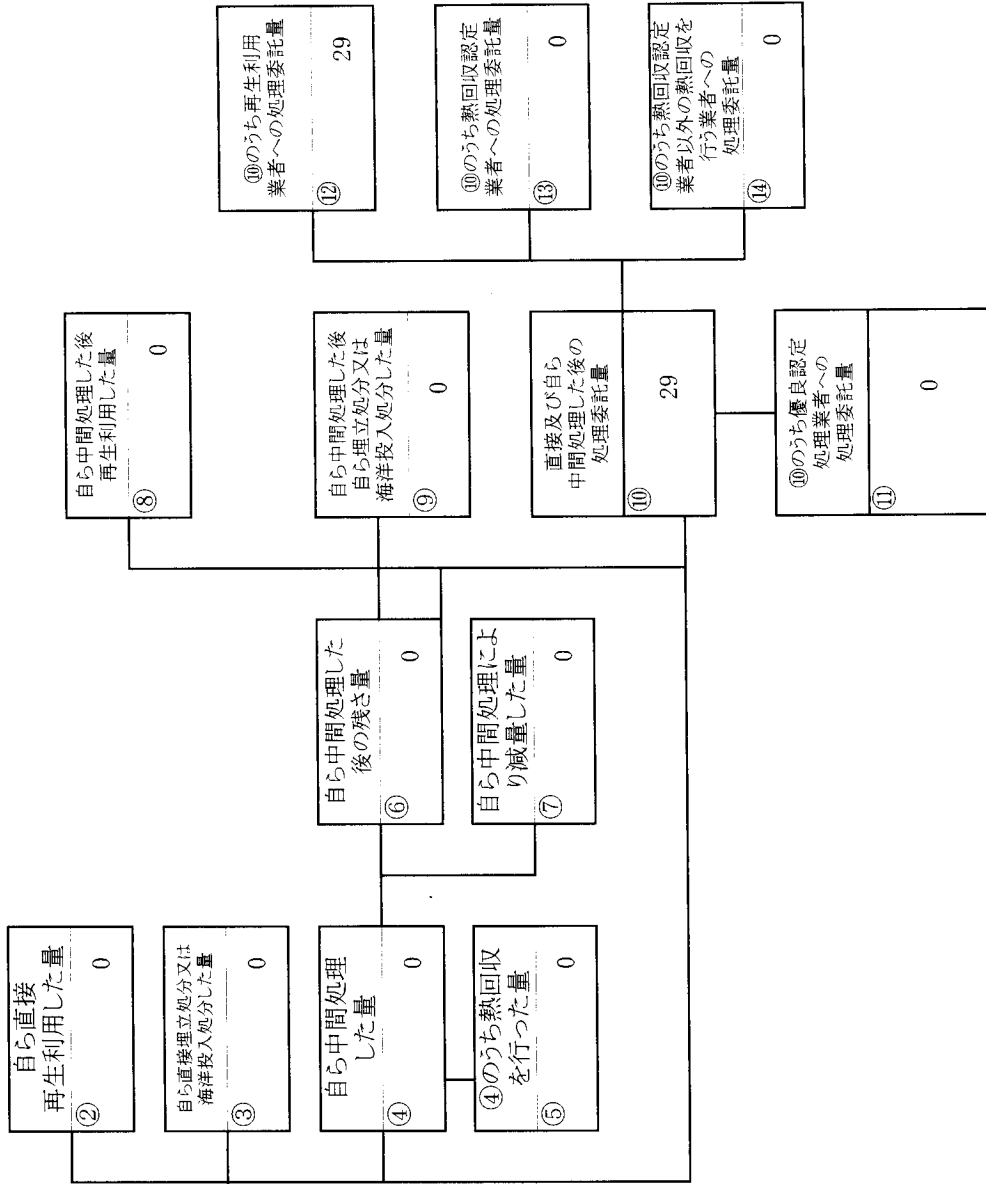 自ら直接
再生利用した量
②
0
自ら直接埋立処分又は
海洋投入処分した量
③
0
自ら中間処理
した量
④
0
④のうち熱回収
を行った量
⑤
0
自ら中間処理した
後の残さ量
⑥
0
自ら中間処理によ
り減量した量
⑦
0
自ら中間処理した後
再生利用した量
⑧
0
自ら中間処理した後
自ら埋立処分又は
海洋投入処分した量
⑨
0
直接及び自ら
中間処理した後の
処理委託量
⑩
29
⑩のうち優良認定
処理業者への
処理委託量
⑪
0
⑩のうち再生利用
業者への処理委託量
⑫
29
⑩のうち熱回収認定
業者への処理委託量
⑬
0
⑩のうち熱回収認定
業者以外の熱回収を
行う業者への
処理委託量
⑭
0